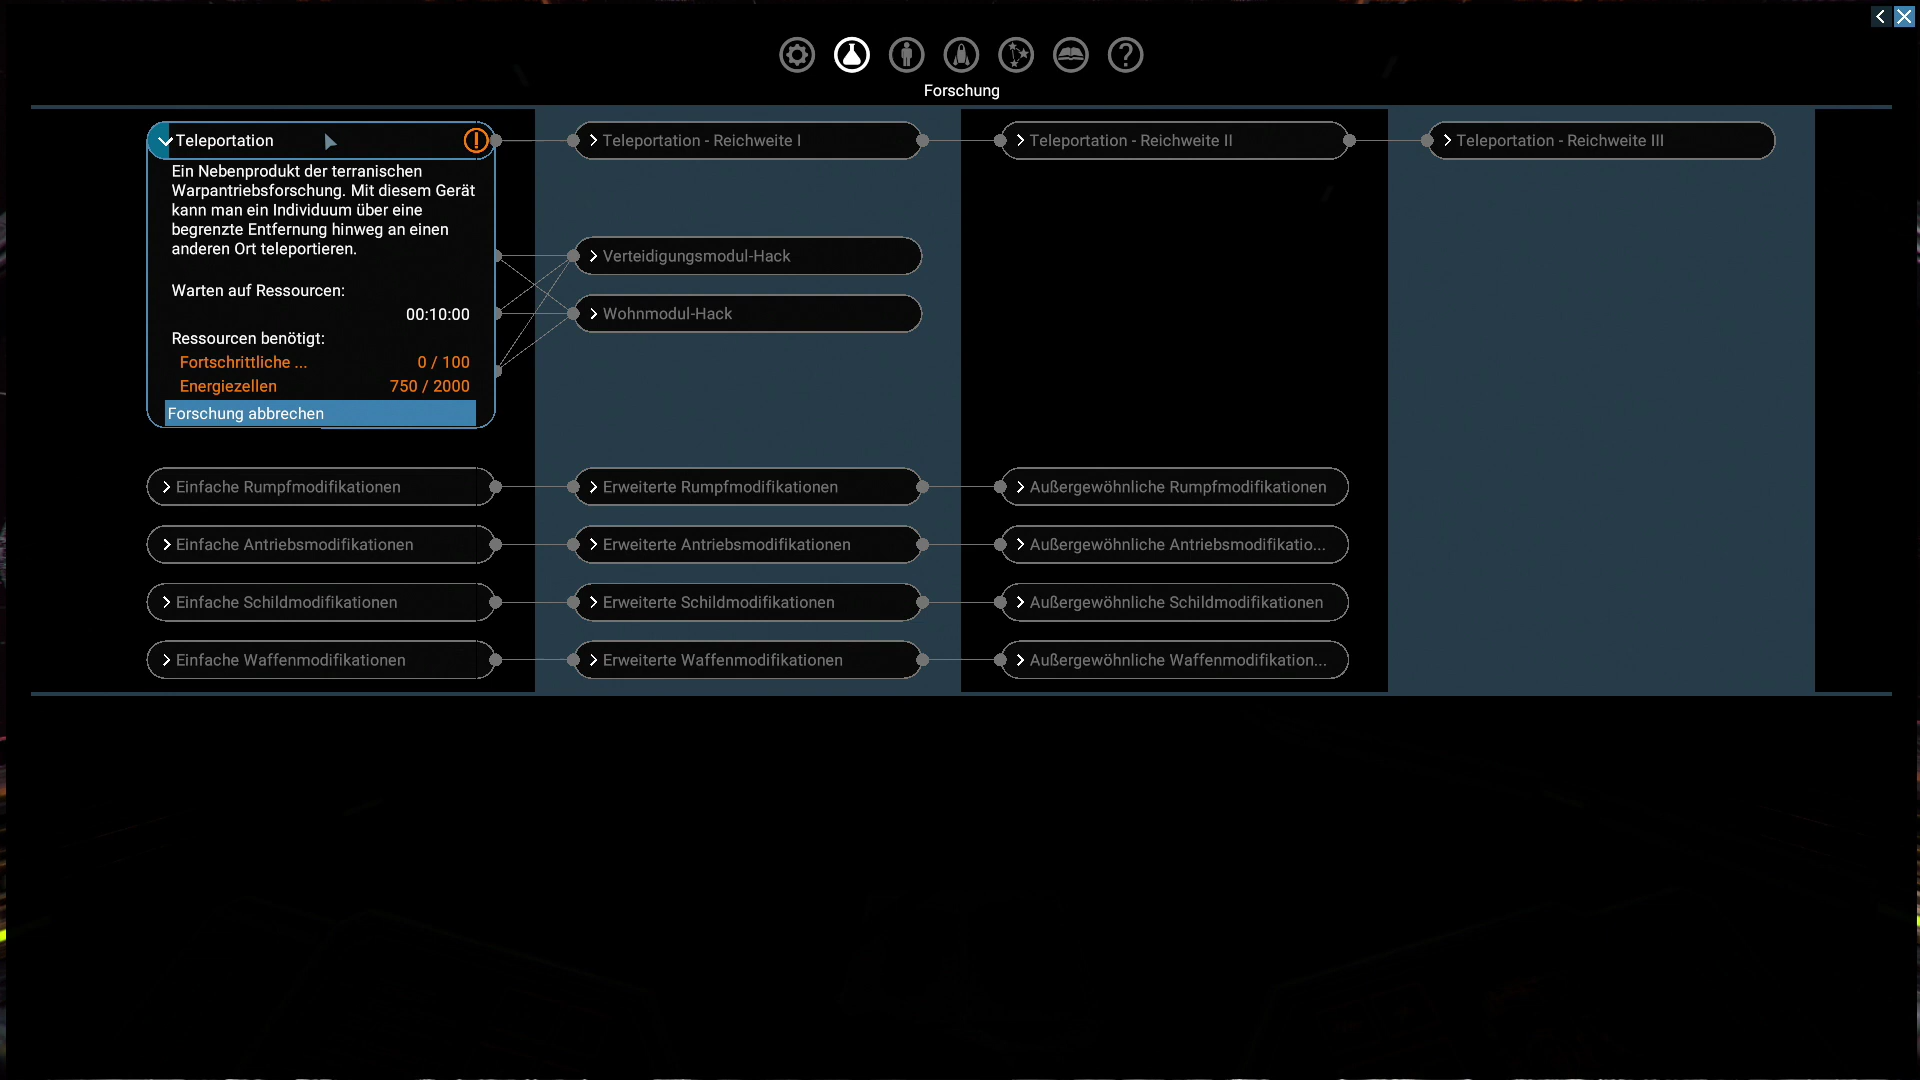 Forschung
Teleportation
Teleportation - Reichweite I
Teleportation - Reichweite II
Teleportation - Reichweite III
Ein Nebenprodukt der terranischen
Warpantriebsforschung. Mit diesem Gerät
kann man ein Individuum über eine
begrenzte Entfernung hinweg an einen
anderen Ort teleportieren.
Warten auf Ressourcen:
00:10:00
Ressourcen benötigt:
Fortschrittliche ... 0 / 100
Energiezellen 750 / 2000
Forschung abbrechen
Verteidigungsmodul-Hack
Wohnmodul-Hack
Einfache Rumpfmodifikationen
Erweiterte Rumpfmodifikationen
Außergewöhnliche Rumpfmodifikationen
Einfache Antriebsmodifikationen
Erweiterte Antriebsmodifikationen
Außergewöhnliche Antriebsmodifikatio...
Einfache Schildmodifikationen
Erweiterte Schildmodifikationen
Außergewöhnliche Schildmodifikationen
Einfache Waffenmodifikationen
Erweiterte Waffenmodifikationen
Außergewöhnliche Waffenmodifikation...